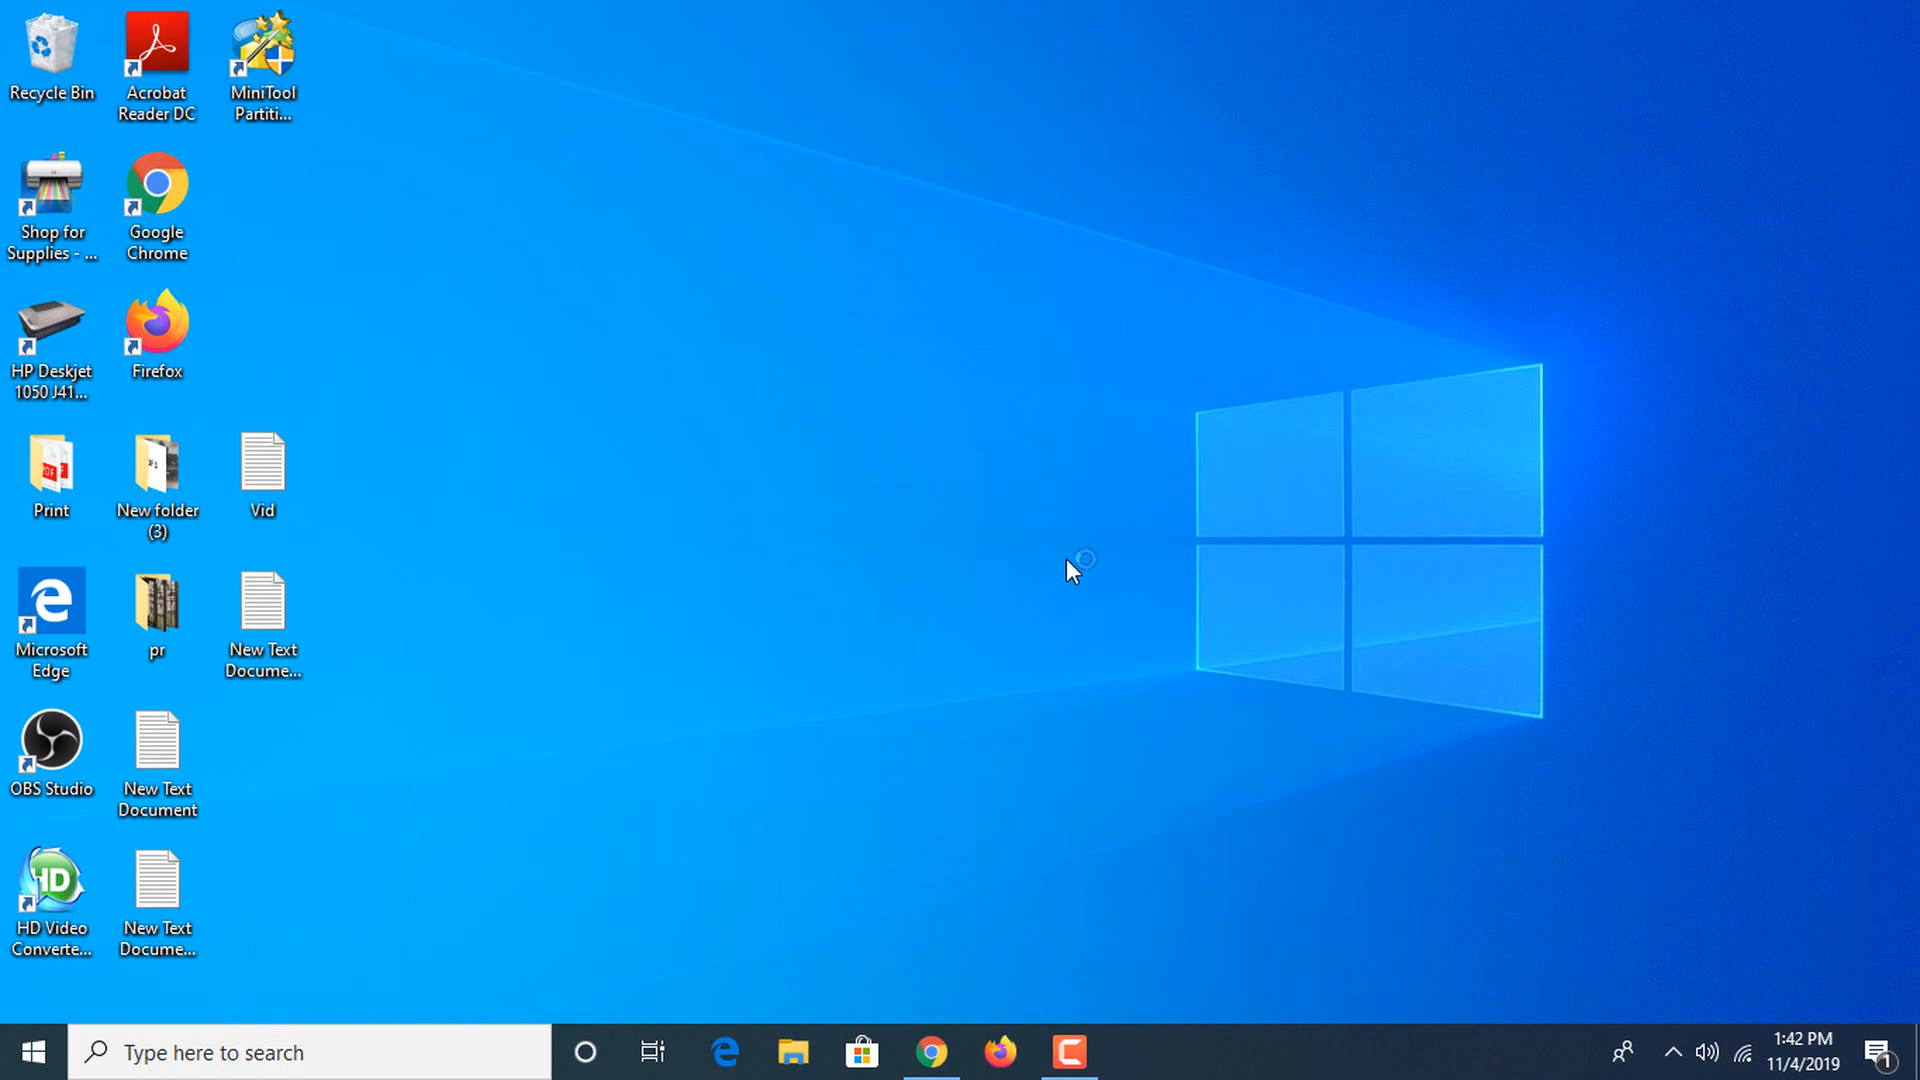 Recycle Bin
Acrobat
Reader DC
MiniTool
Partiti...
Shop for
Supplies - ...
Google
Chrome
HP Deskjet
1050 J41...
Firefox
Print
New folder
(3)
Vid
Microsoft
Edge
pr
New Text
Docume...
OBS Studio
New Text
Document
HD
HD Video
Converte...
New Text
Docume...
Type here to search
1:42 PM
11/4/2019
1